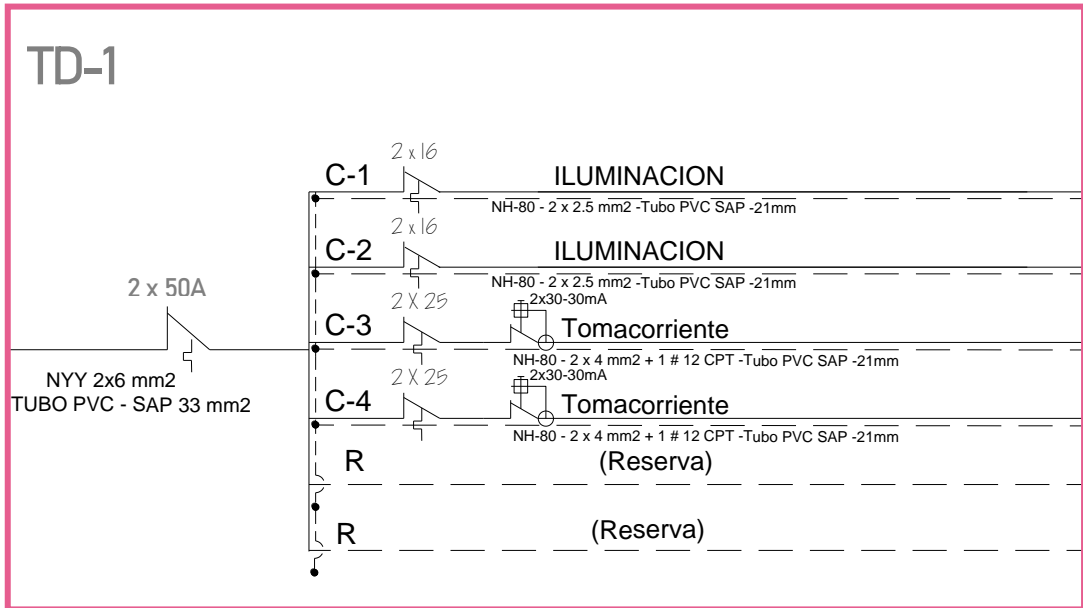 TD-1
2 x 16
C-1 ILUMINACION
NH-80 - 2 x 2.5 mm2 -Tubo PVC SAP -21mm
2 x 16
C-2 ILUMINACION
NH-80 - 2 x 2.5 mm2 -Tubo PVC SAP -21mm
2 x 50A
2 X 25
2x30-30mA
C-3 Tomacorriente
NH-80 - 2 x 4 mm2 + 1 # 12 CPT -Tubo PVC SAP -21mm
NYY 2x6 mm2
TUBO PVC - SAP 33 mm2
2 X 25
2x30-30mA
C-4 Tomacorriente
NH-80 - 2 x 4 mm2 + 1 # 12 CPT -Tubo PVC SAP -21mm
R (Reserva)
R (Reserva)